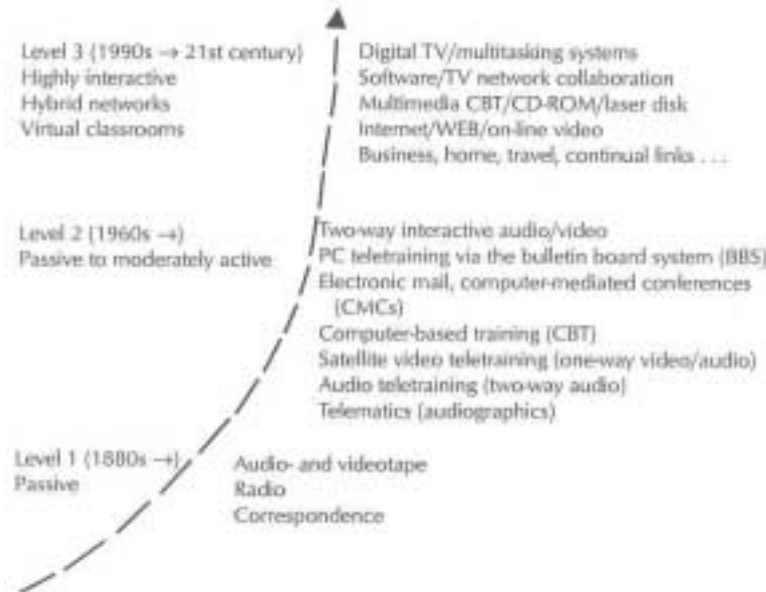 Level 3 (1990s → 21st century)
Highly interactive
Hybrid networks
Virtual classrooms
Digital TV/multitasking systems
Software/TV network collaboration
Multimedia CBT/CD-ROM/laser disk
Internet/WEB/on-line video
Business, home, travel, continual links . . .
Level 2 (1960s →)
Passive to moderately active
Two-way interactive audio/video
PC teletraining via the bulletin board system (BBS)
Electronic mail, computer-mediated conferences
(CMCs)
Computer-based training (CBT)
Satellite video teletraining (one-way video/audio)
Audio teletraining (two-way audio)
Telematics (audiographics)
Level 1 (1880s →)
Passive
Audio- and videotape
Radio
Correspondence